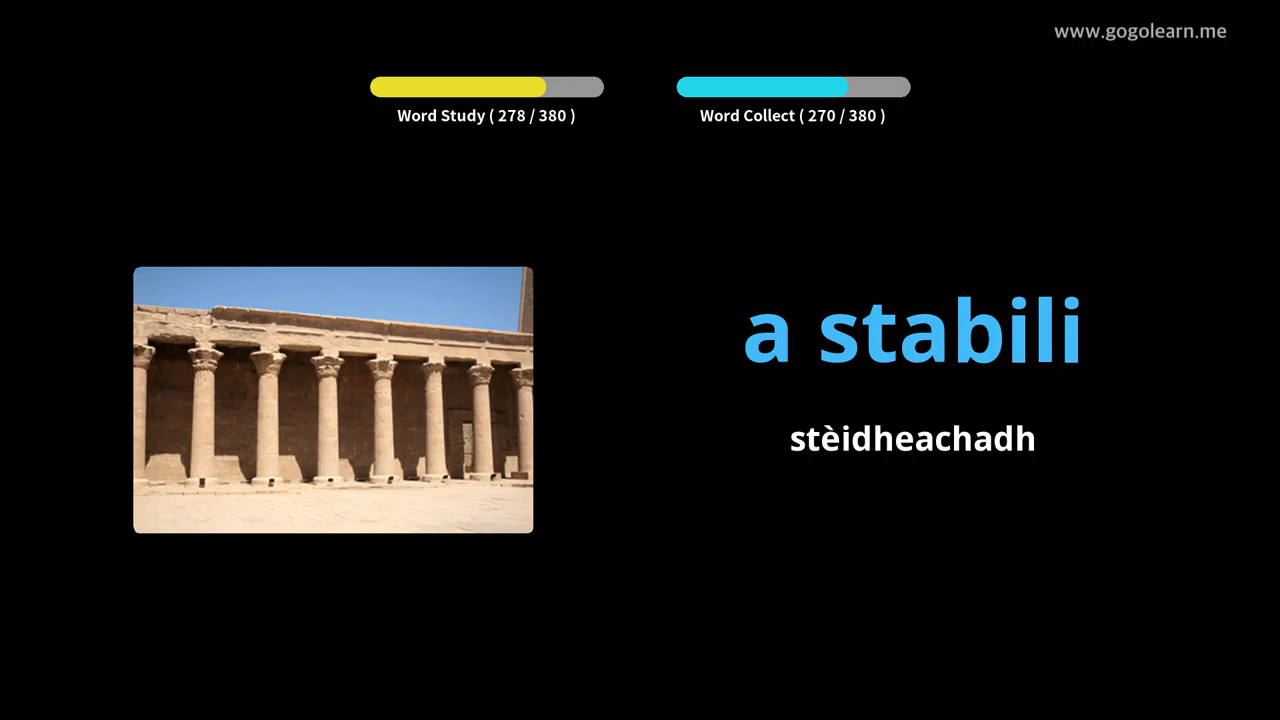 www.gogolearn.me
Word Study ( 278 / 380 )
Word Collect ( 270 / 380 )
a stabili
stèidheachadh